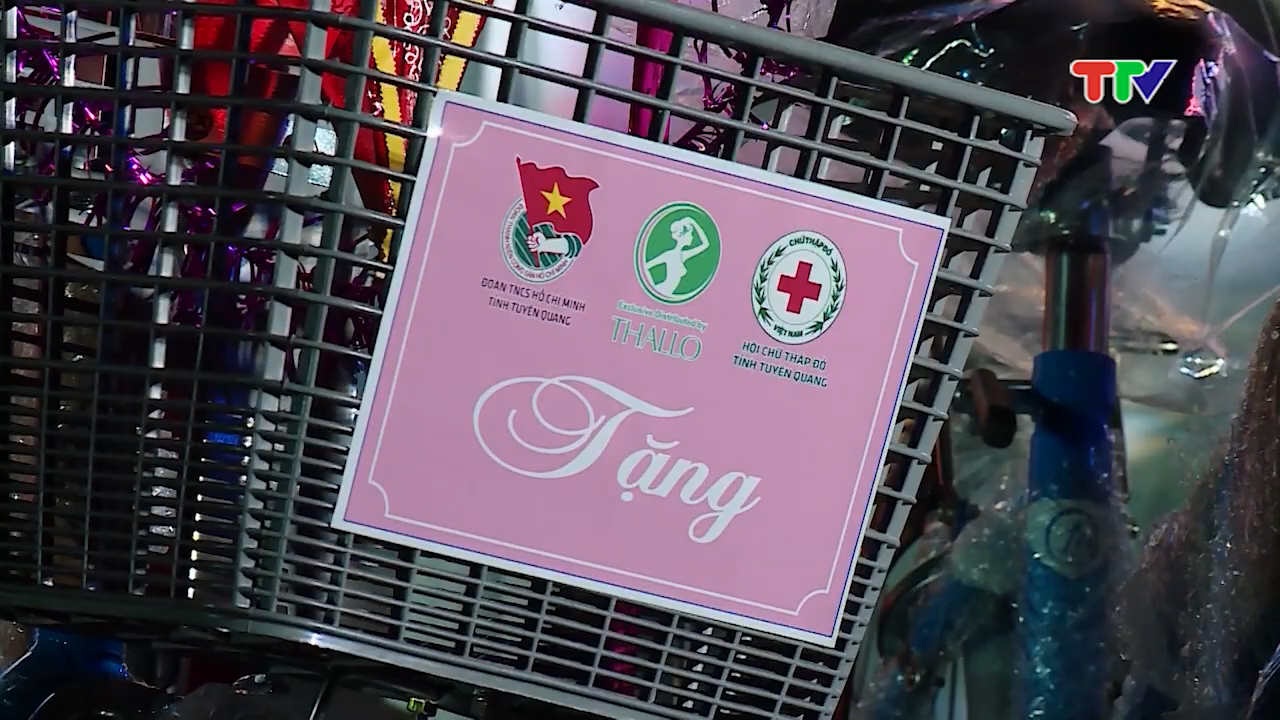 TTV
ĐOÀN TNCS HỒ CHÍ MINH
TỈNH TUYÊN QUANG
Exclusive Distributed by
THALLO
CHỮ THẬP ĐỎ
VIỆT NAM
HỘI CHỮ THẬP ĐỎ
TỈNH TUYÊN QUANG
Tặng